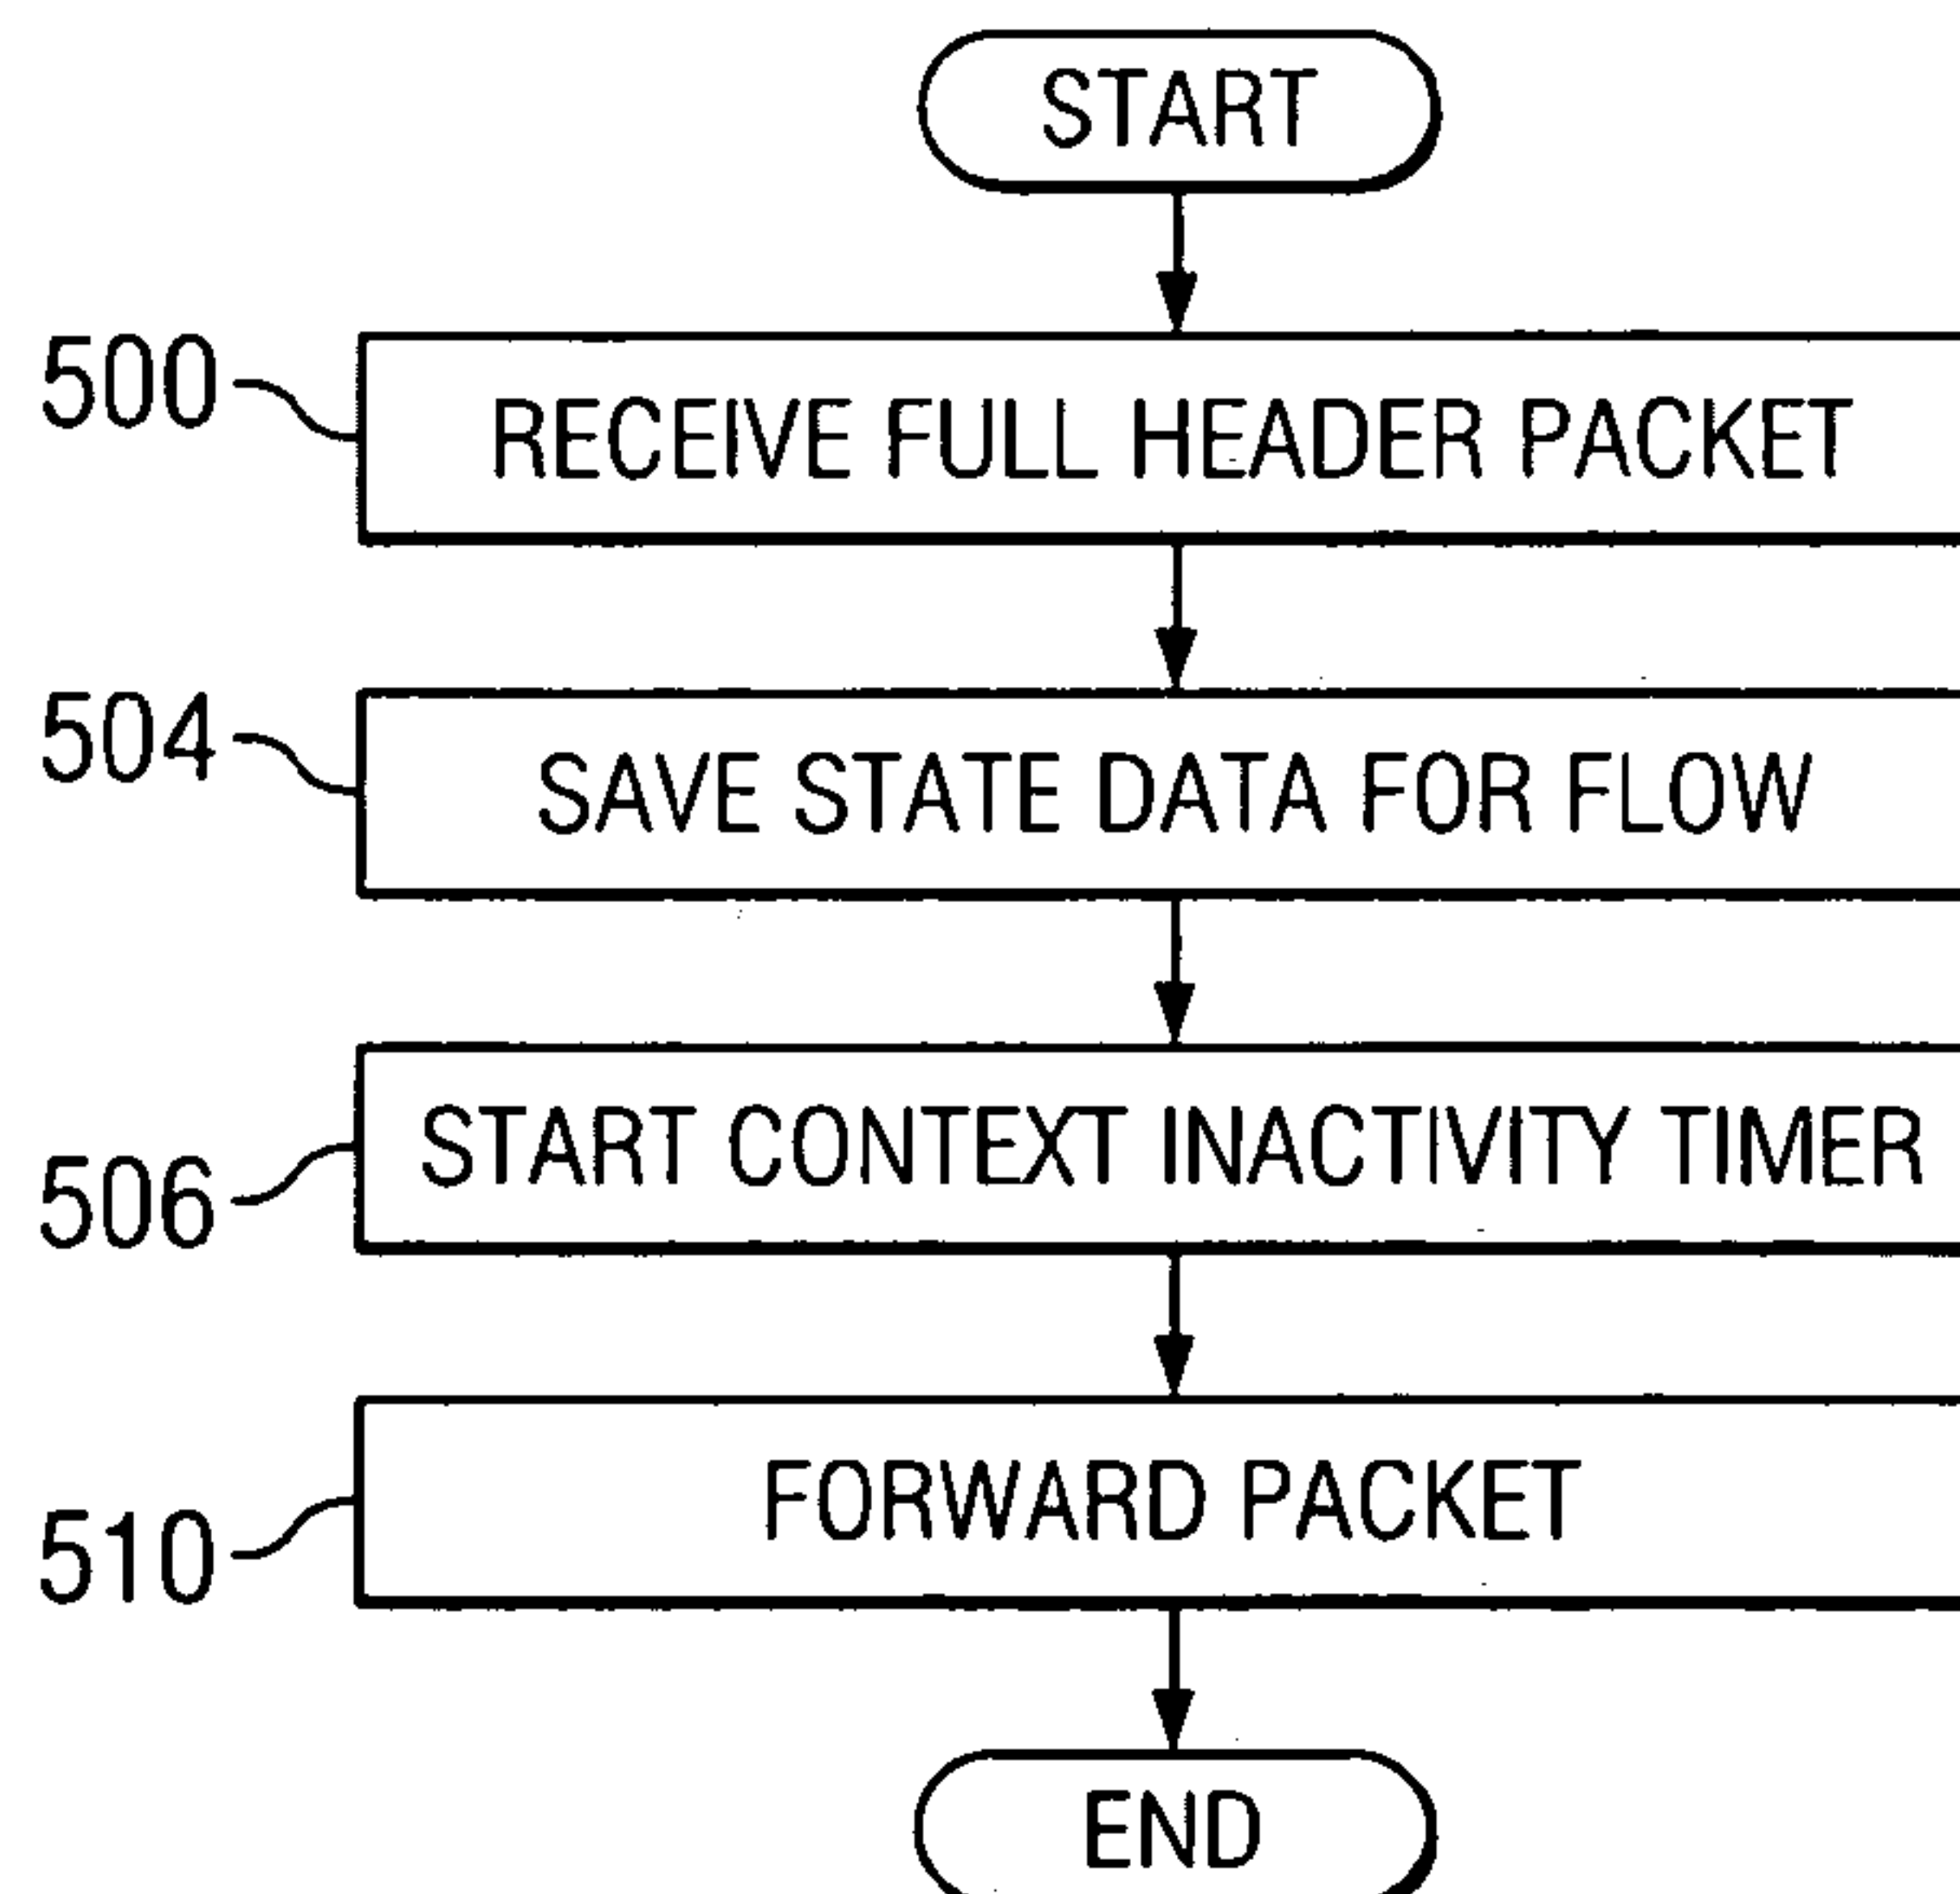 START
500
RECEIVE FULL HEADER PACKET
504
SAVE STATE DATA FOR FLOW
506
START CONTEXT INACTIVITY TIMER
510
FORWARD PACKET
END